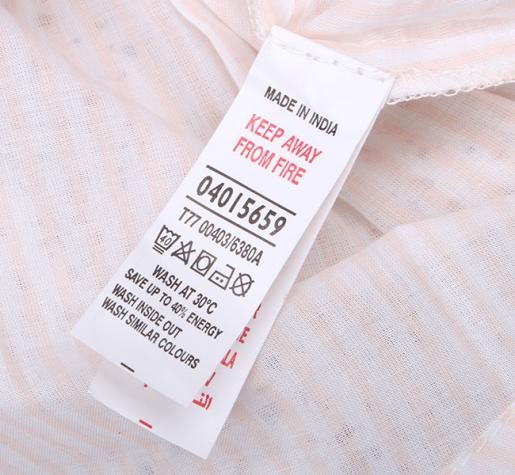 MADE IN INDIA
KEEP AWAY
FROM FIRE
04015659
T77 00403/6380A
40
WASH AT 30°C
SAVE UP TO 40% ENERGY
WASH INSIDE OUT
WASH SIMILAR COLOURS